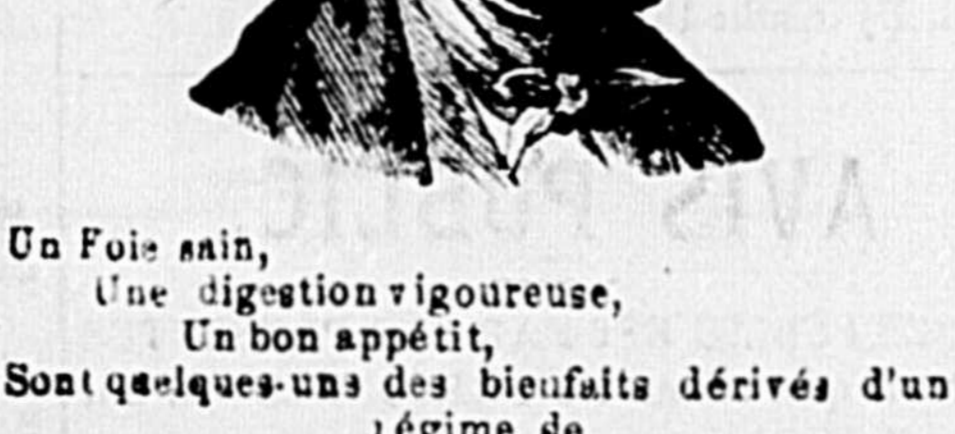 Un Foie sain,
Une digestion vigoureuse,
Un bon appétit,
Sont quelques-uns des bienfaits dérivés d'un
régime de